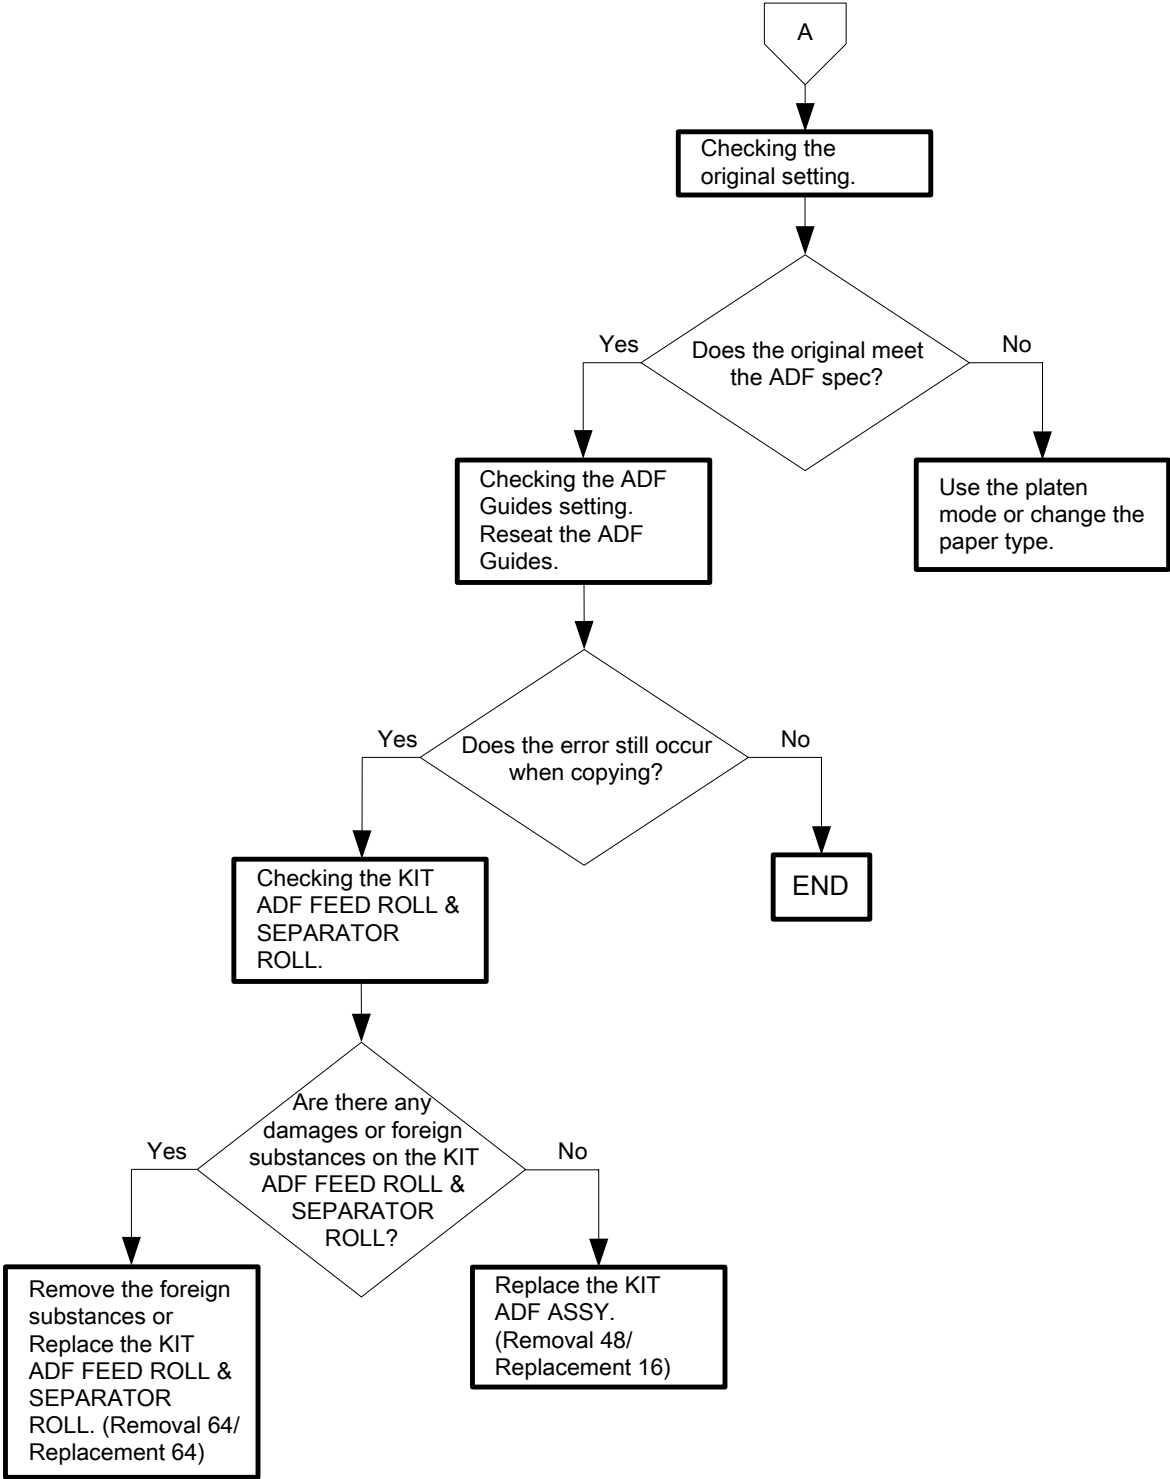 A
Checking the
original setting.
Yes
Does the original meet
the ADF spec?
No
Checking the ADF
Guides setting.
Reseat the ADF
Guides.
Use the platen
mode or change the
paper type.
Yes
Does the error still occur
when copying?
No
Checking the KIT
ADF FEED ROLL &
SEPARATOR
ROLL.
END
Yes
Are there any
damages or foreign
substances on the KIT
ADF FEED ROLL &
SEPARATOR
ROLL?
No
Remove the foreign
substances or
Replace the KIT
ADF FEED ROLL &
SEPARATOR
ROLL. (Removal 64/
Replacement 64)
Replace the KIT
ADF ASSY.
(Removal 48/
Replacement 16)